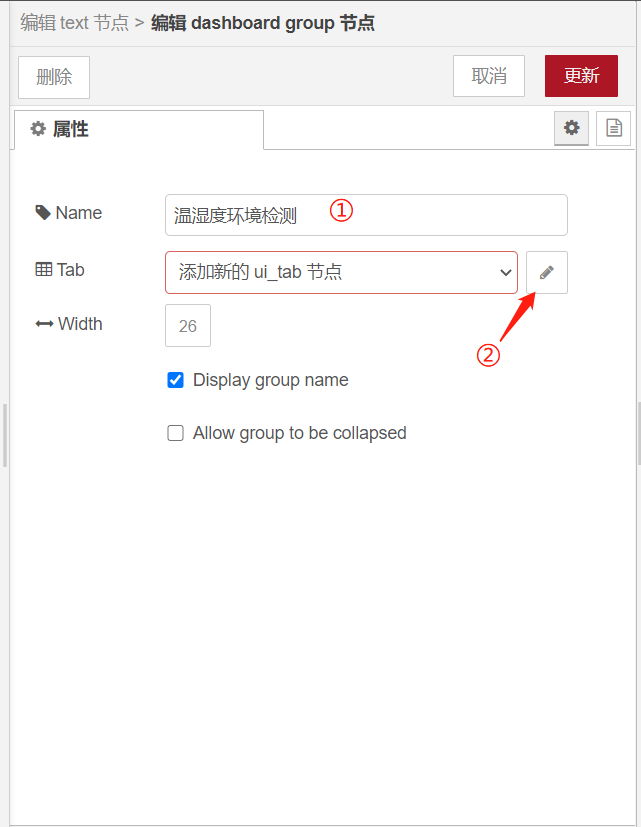 编辑 text 节点 > 编辑 dashboard group 节点
删除 取消 更新
属性
Name 温湿度环境检测 ①
Tab 添加新的 ui_tab 节点
②
Width 26
Display group name
Allow group to be collapsed